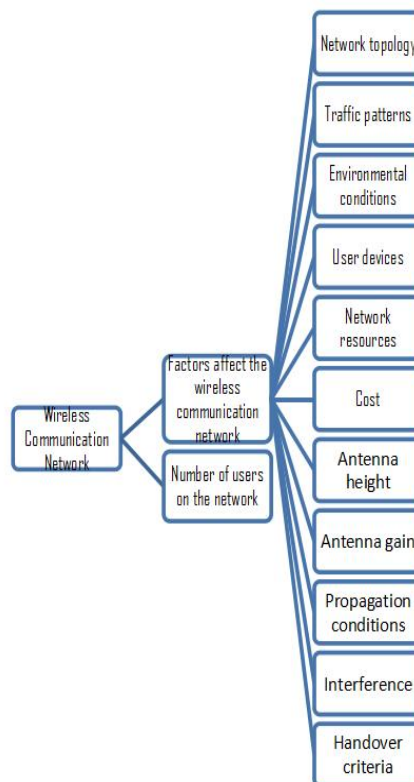 Network topology
Traffic patterns
Environmental
conditions
User devices
Network
resources
Factors affect the
wireless
communication
network
Cost
Wireless
Communication
Network
Number of users
on the network
Antenna
height
Antenna gain
Propagation
conditions
Interference
Handover
criteria